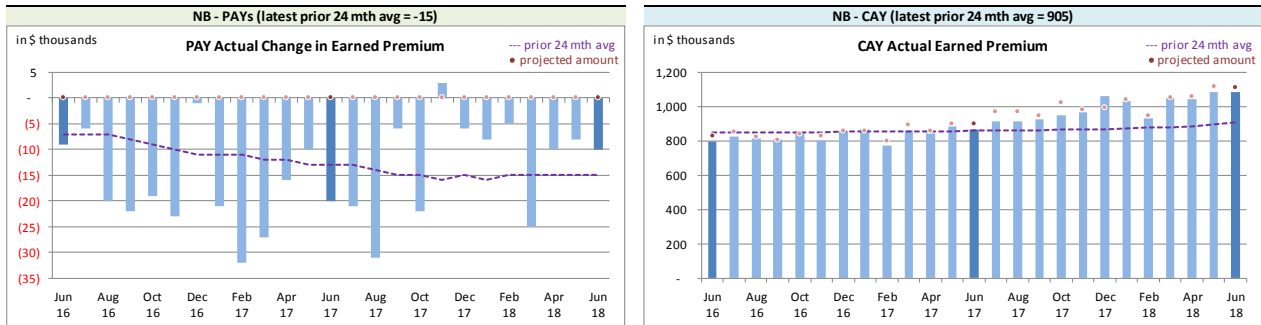 NB - PAYs (latest prior 24 mth avg = -15)
in $ thousands
PAY Actual Change in Earned Premium
--- prior 24 mth avg
• projected amount
5
-
(5)
(10)
(15)
(20)
(25)
(30)
(35)
Jun Aug Oct Dec Feb Apr Jun Aug Oct Dec Feb Apr Jun
16 16 16 16 17 17 17 17 17 17 18 18 18
NB - CAY (latest prior 24 mth avg = 905)
in $ thousands
CAY Actual Earned Premium
--- prior 24 mth avg
• projected amount
1,200
1,000
800
600
400
200
-
Jun Aug Oct Dec Feb Apr Jun Aug Oct Dec Feb Apr Jun
16 16 16 16 17 17 17 17 17 17 18 18 18